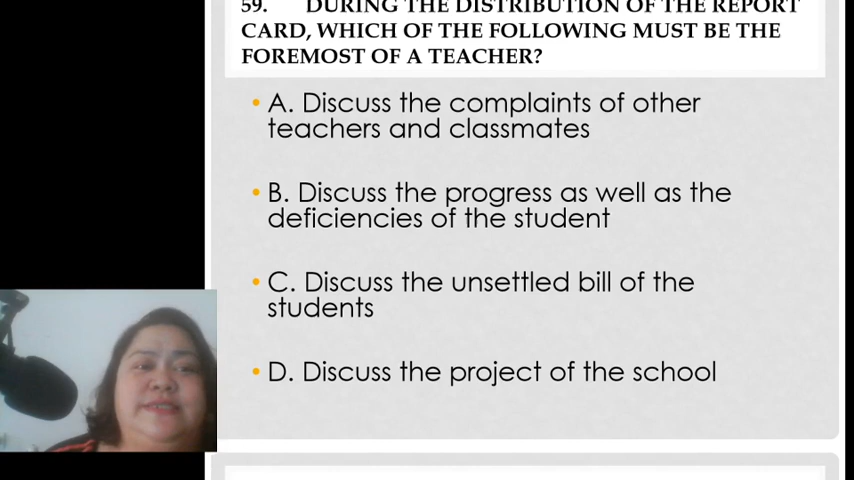 59. DURING THE DISTRIBUTION OF THE REPORT
CARD, WHICH OF THE FOLLOWING MUST BE THE
FOREMOST OF A TEACHER?
• A. Discuss the complaints of other
teachers and classmates
• B. Discuss the progress as well as the
deficiencies of the student
• C. Discuss the unsettled bill of the
students
• D. Discuss the project of the school